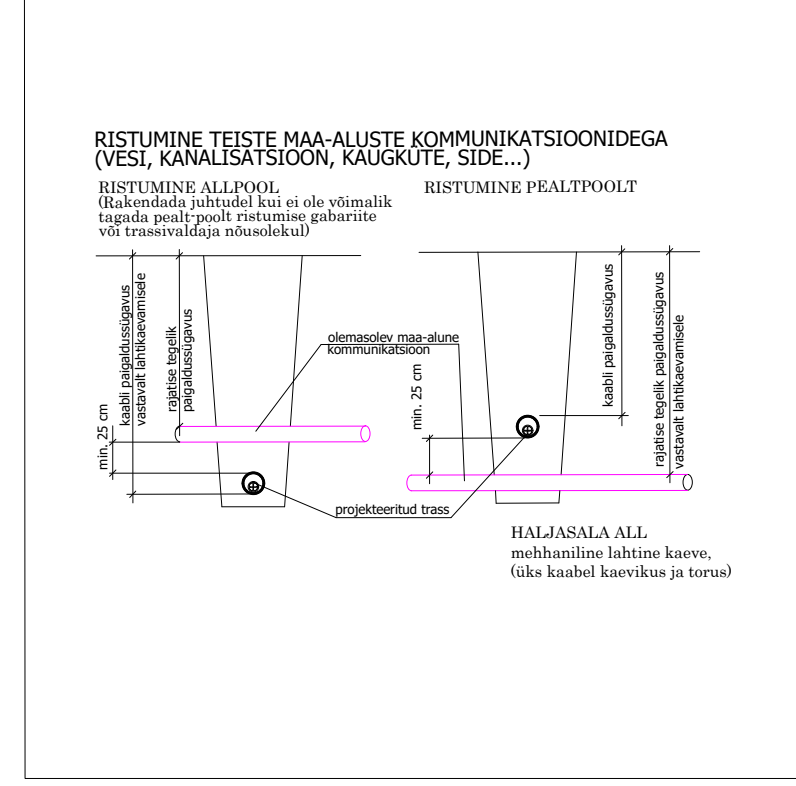 RISTUMINE TEISTE MAA-ALUSTE KOMMUNIKATSIOONIDEGA
(VESI, KANALISATSIOON, KAUGKÜTE, SIDE...)
RISTUMINE ALLPOOL
(Rakendada juhtudel kui ei ole võimalik
tagada pealt-poolt ristumise gabariite
või trassivaldaja nõusolekul)
RISTUMINE PEALTPOOLT
min. 25 cm
kaabli paigaldussügavus
vastavalt lahtikaevamisele
rajatise tegelik
paigaldussügavus
olemasolev maa-alune
kommunikatsioon
projekteeritud trass
min. 25 cm
kaabli paigaldussügavus
rajatise tegelik paigaldussügavus
vastavalt lahtikaevamisele
HALJASALA ALL
mehhaniline lahtine kaeve,
(üks kaabel kaevikus ja torus)